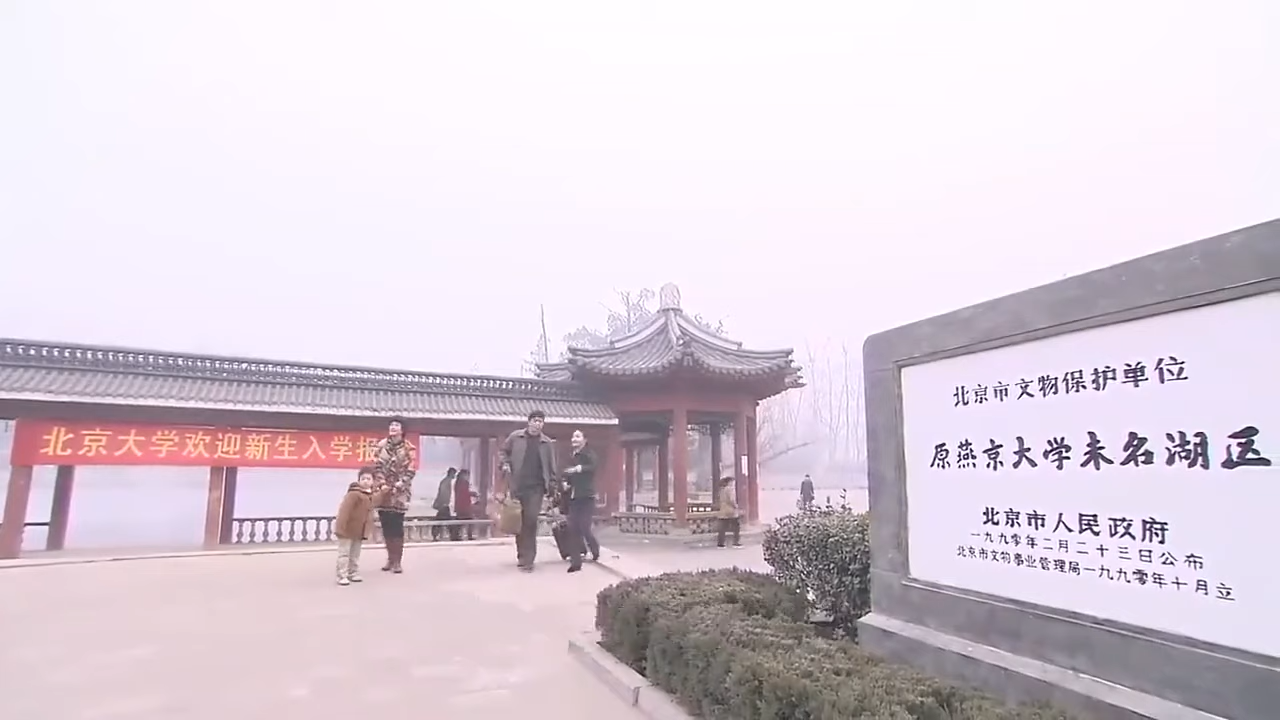 北京大学欢迎新生入学报
北京市文物保护单位
原燕京大学未名湖区
北京市人民政府
一九九零年二月二十三日公布
北京市文物事业管理局一九九零年十月立